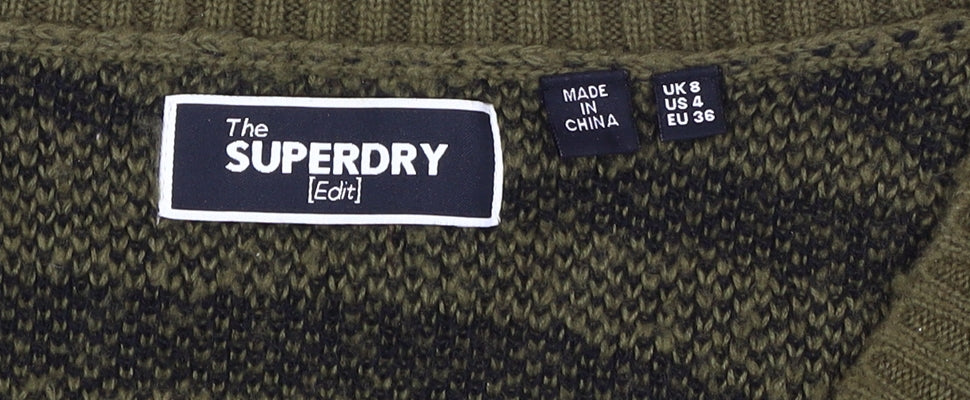 The
SUPERDRY
[Edit]
MADE
IN
CHINA
UK 8
US 4
EU 36